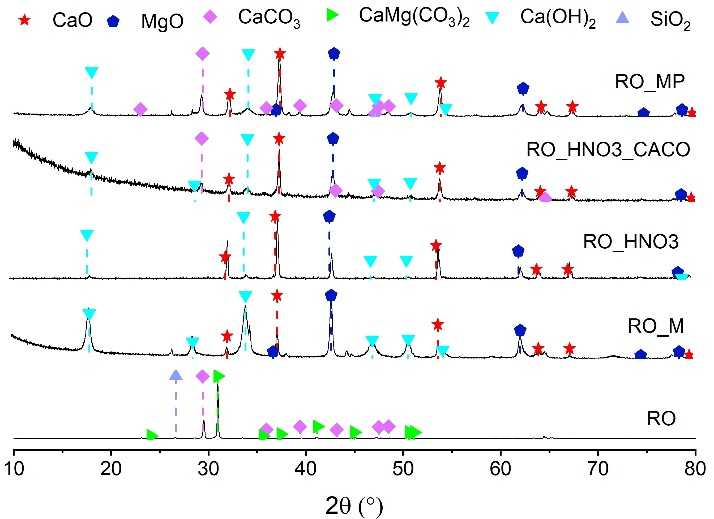 CaO MgO CaCO₃ CaMg(CO₃)₂ Ca(OH)₂ SiO₂
RO_MP
RO_HNO3_CACO
RO_HNO3
RO_M
RO
10 20 30 40 50 60 70 80
2θ (°)